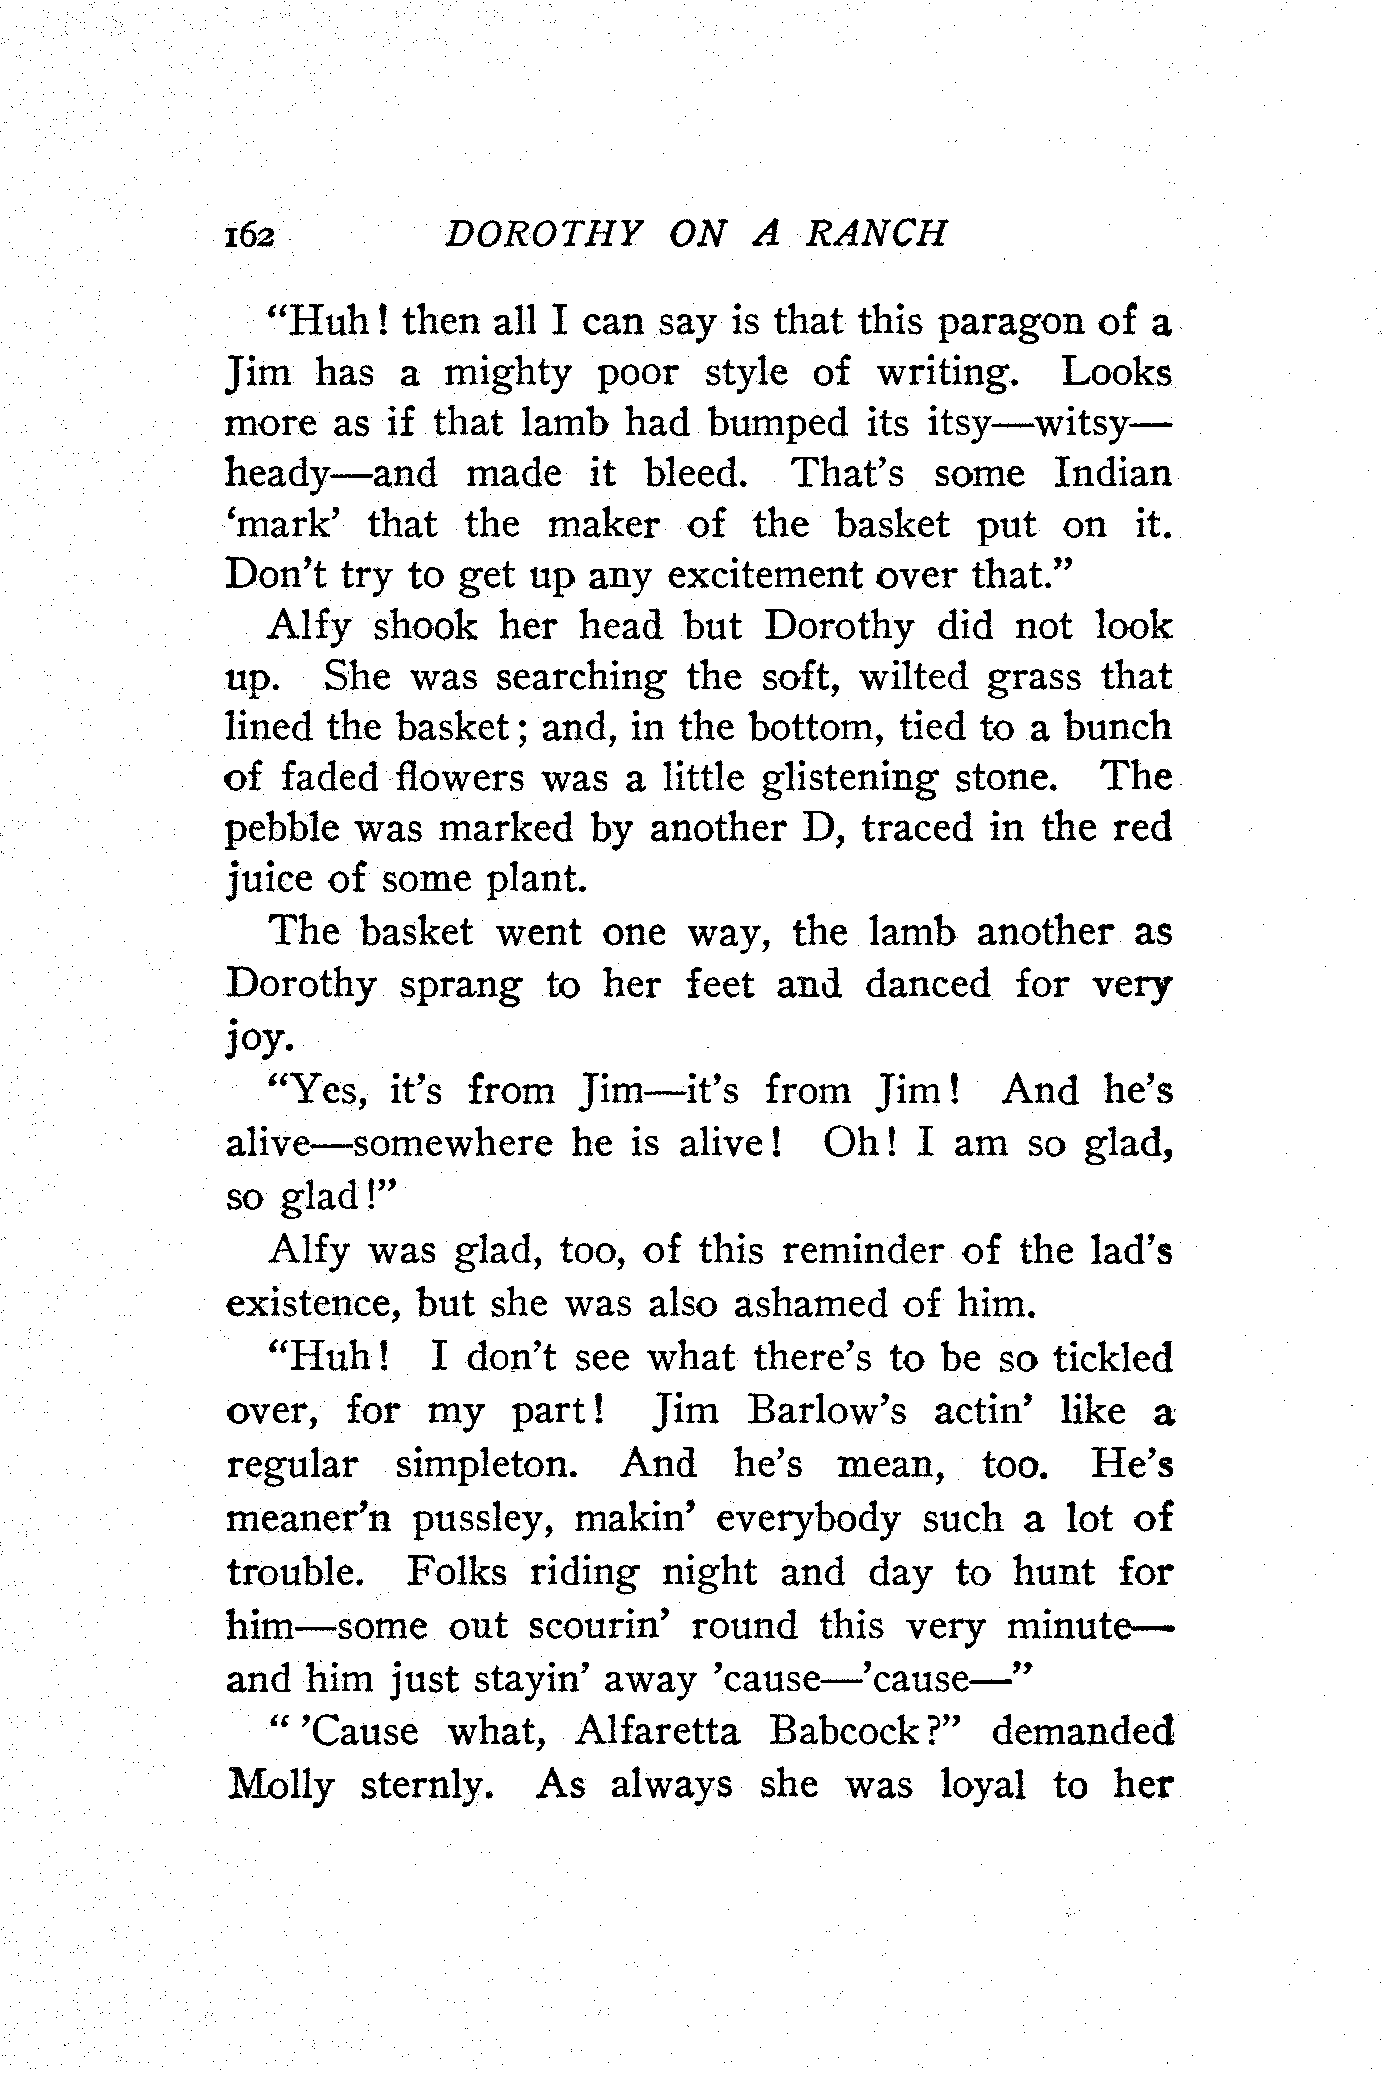 162 DOROTHY ON A RANCH
“Huh! then all I can say is that this paragon of a
Jim has a mighty poor style of writing. Looks
more as if that lamb had bumped its itsy—witsy—
heady—and made it bleed. That’s some Indian
‘mark’ that the maker of the basket put on it.
Don’t try to get up any excitement over that.”
Alfy shook her head but Dorothy did not look
up. She was searching the soft, wilted grass that
lined the basket; and, in the bottom, tied to a bunch
of faded flowers was a little glistening stone. The
pebble was marked by another D, traced in the red
juice of some plant.
The basket went one way, the lamb another as
Dorothy sprang to her feet and danced for very
joy.
“Yes, it’s from Jim—it’s from Jim! And he’s
alive—somewhere he is alive! Oh! I am so glad,
so glad!”
Alfy was glad, too, of this reminder of the lad’s
existence, but she was also ashamed of him.
“Huh! I don’t see what there’s to be so tickled
over, for my part! Jim Barlow’s actin’ like a
regular simpleton. And he’s mean, too. He’s
meaner’n pussley, makin’ everybody such a lot of
trouble. Folks riding night and day to hunt for
him—some out scourin’ round this very minute—
and him just stayin’ away ’cause—’cause—”
“ ’Cause what, Alfaretta Babcock?” demanded
Molly sternly. As always she was loyal to her